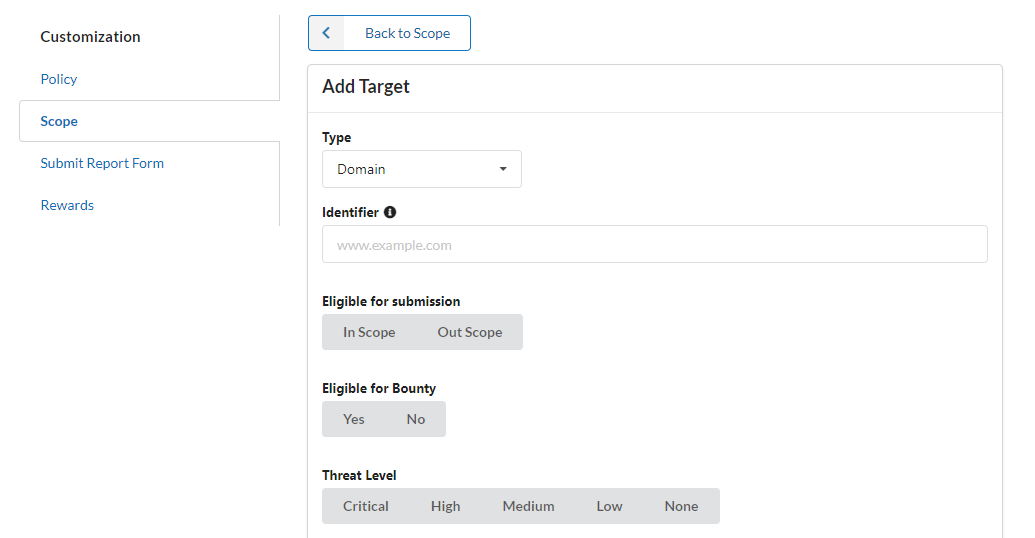 Customization
Policy
Scope
Submit Report Form
Rewards
Back to Scope
Add Target
Type
Domain
Identifier
www.example.com
Eligible for submission
In Scope Out Scope
Eligible for Bounty
Yes No
Threat Level
Critical High Medium Low None